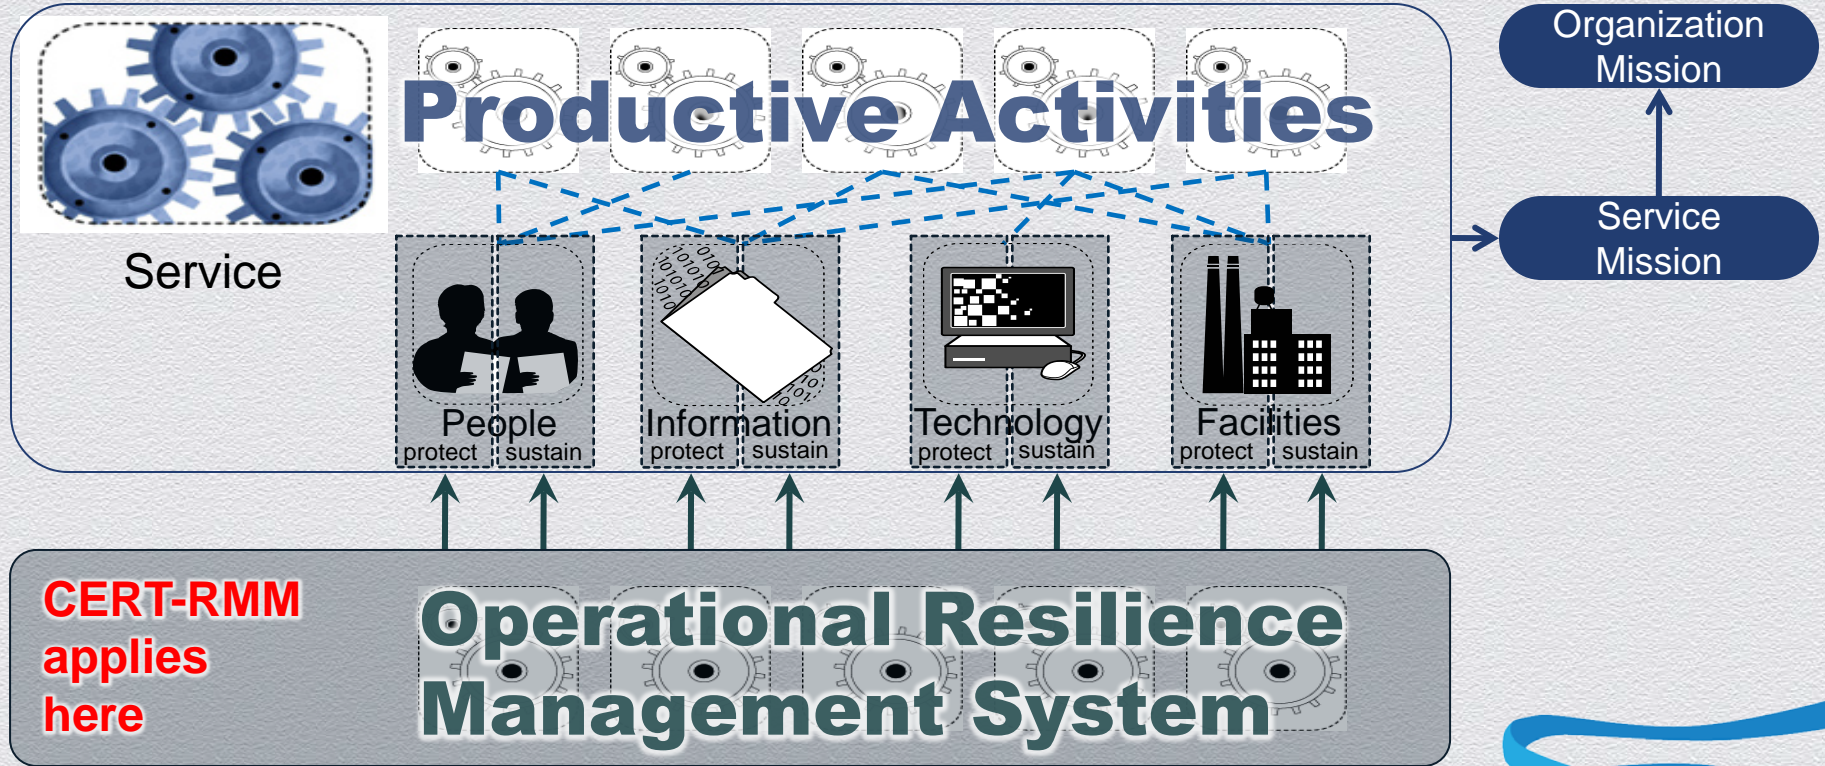 Productive Activities
Service
People
protect sustain
Information
protect sustain
Technology
protect sustain
Facilities
protect sustain
Organization
Mission
Service
Mission
CERT-RMM
applies
here
Operational Resilience
Management System